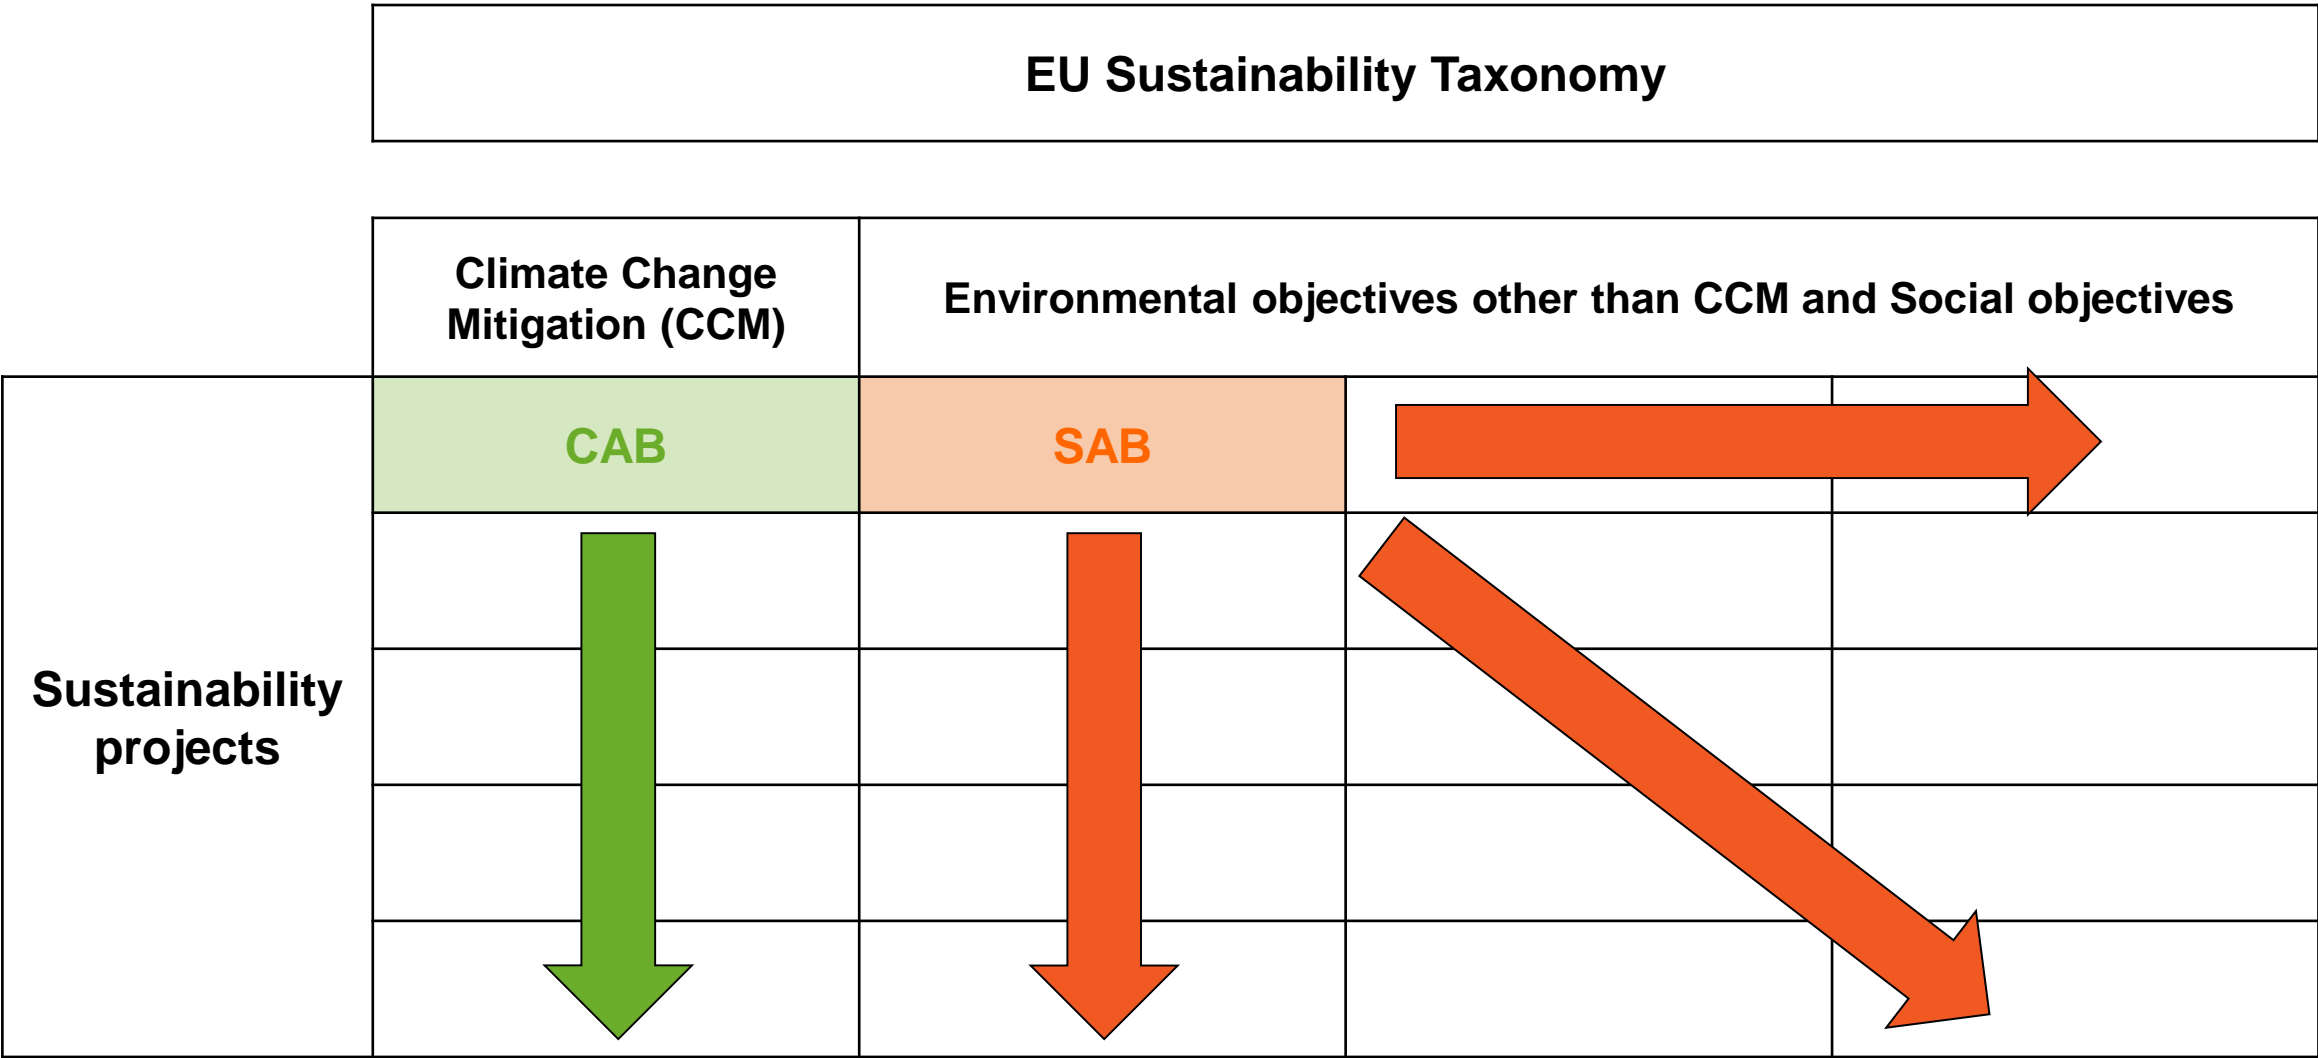 EU Sustainability Taxonomy
Climate Change
Mitigation (CCM)
Environmental objectives other than CCM and Social objectives
CAB
SAB
Sustainability
projects